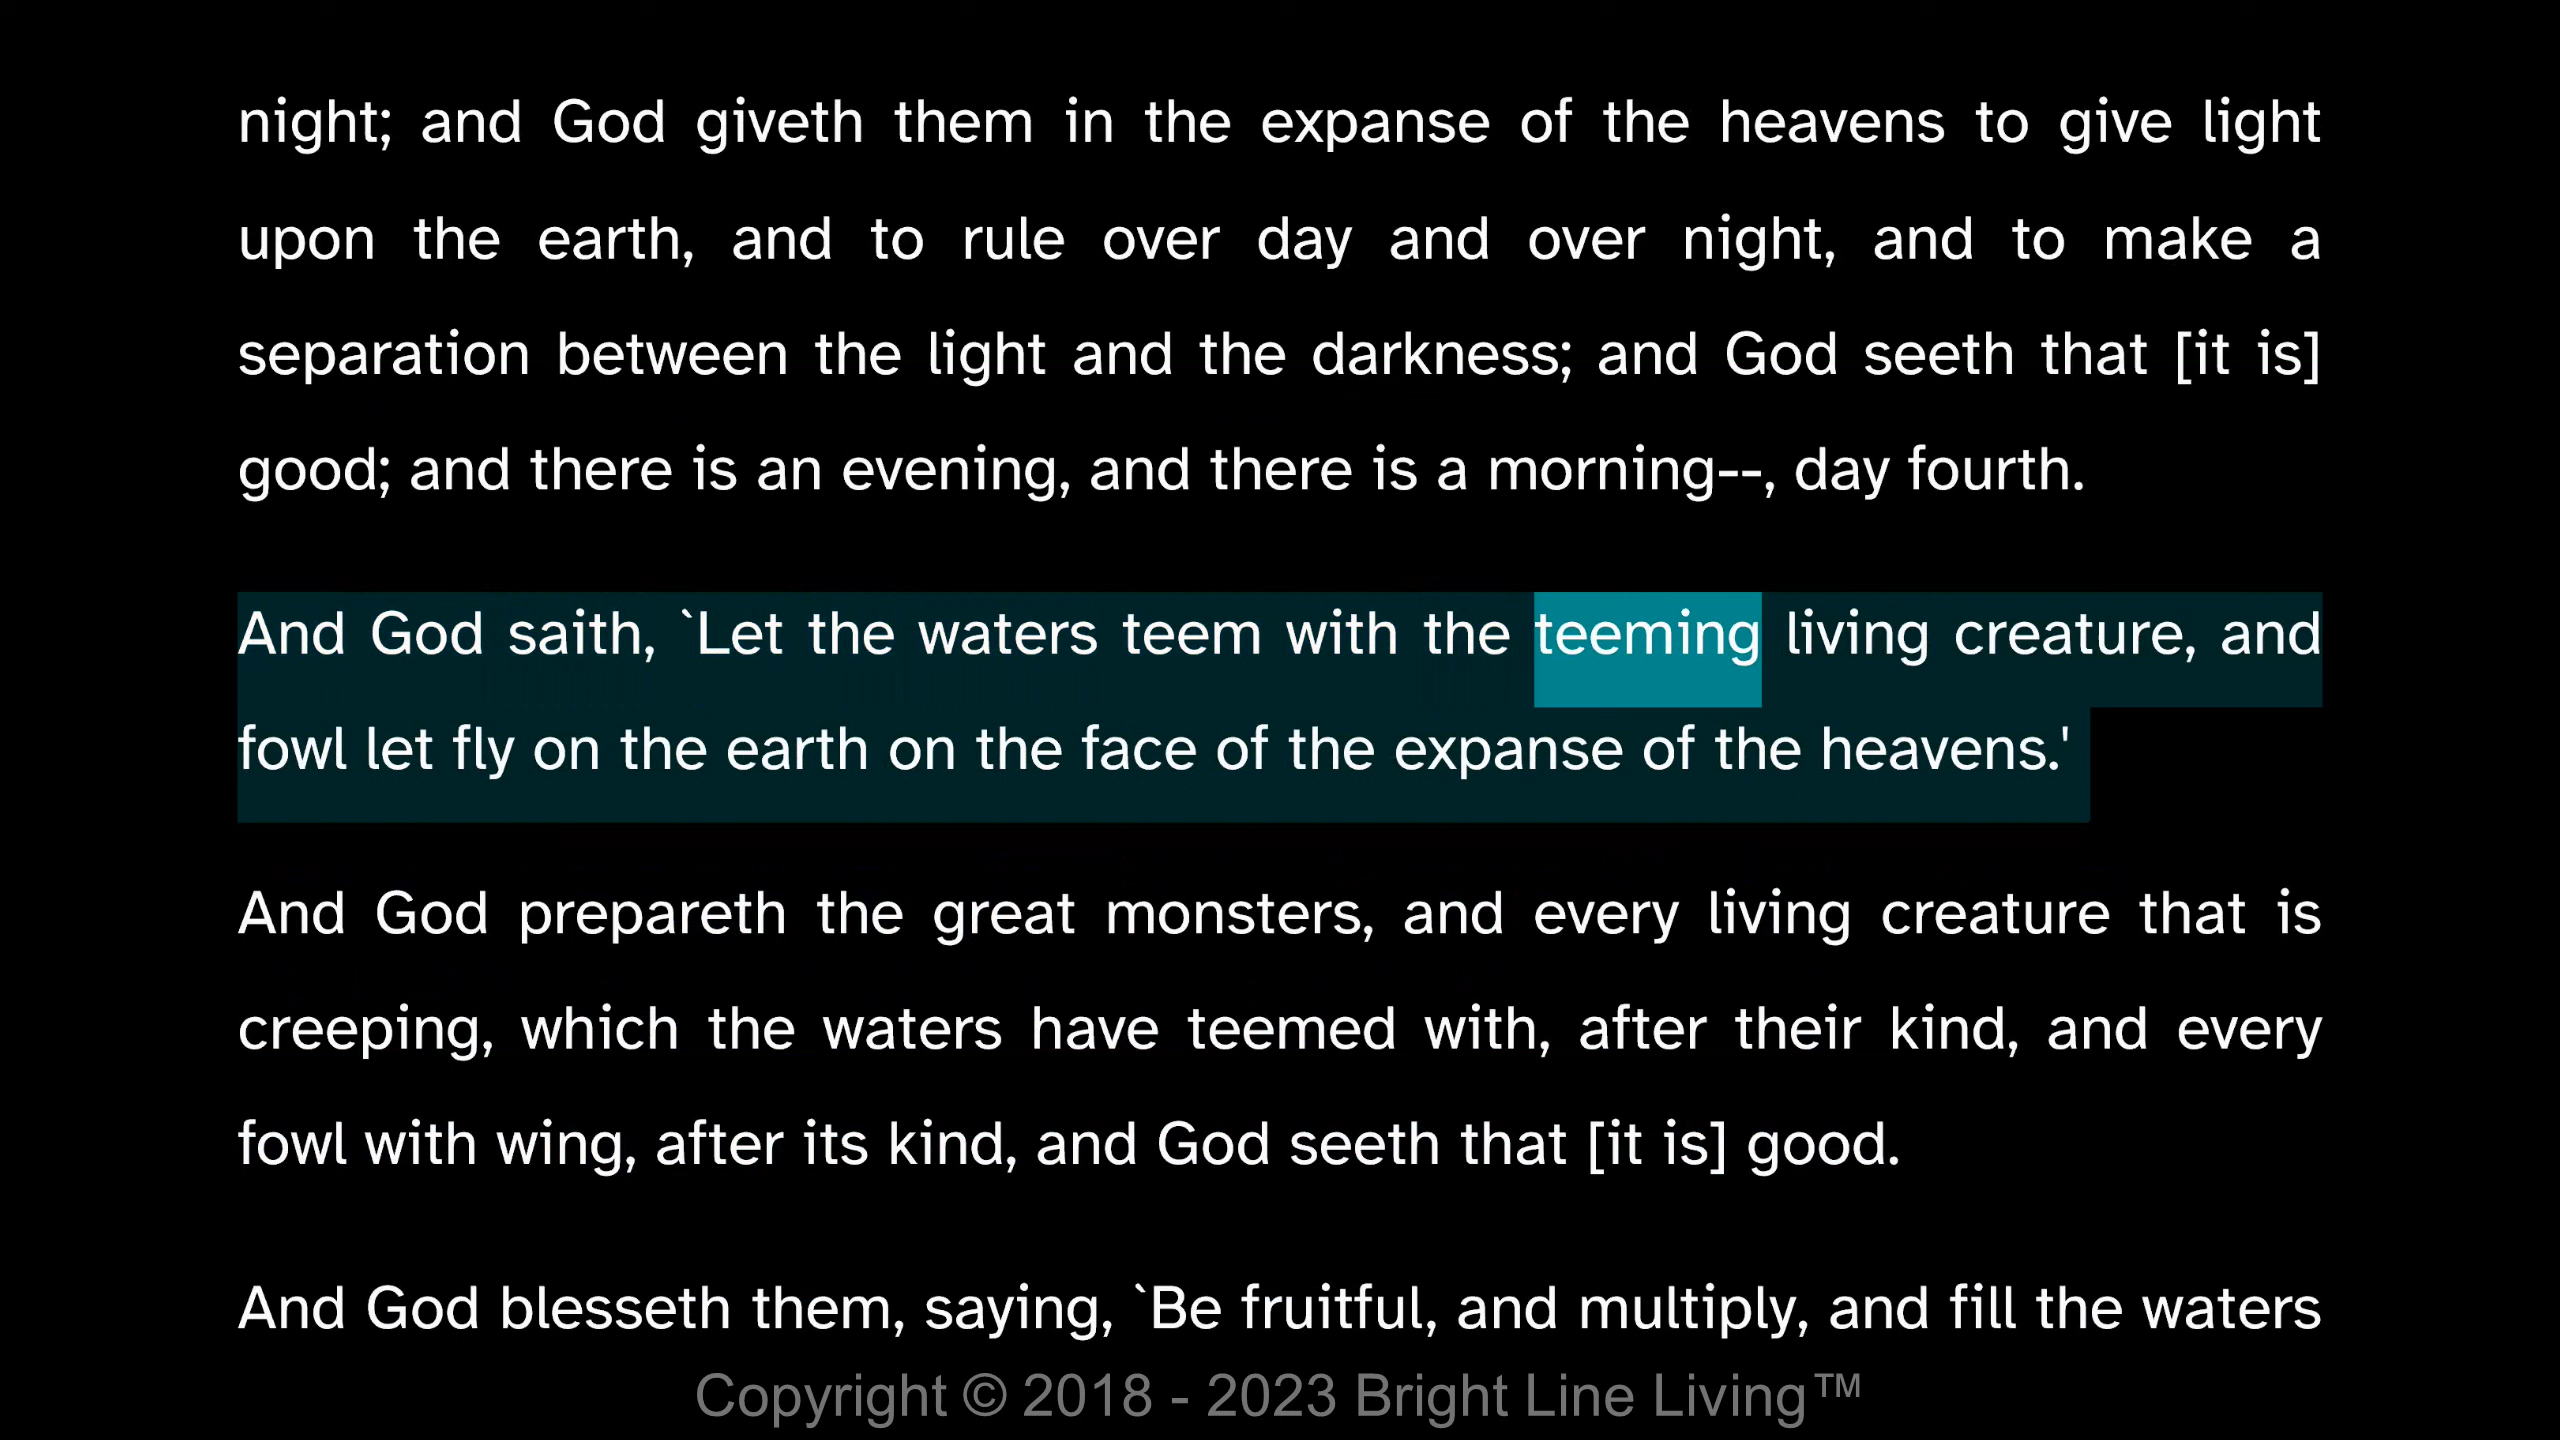 night; and God giveth them in the expanse of the heavens to give light
upon the earth, and to rule over day and over night, and to make a
separation between the light and the darkness; and God seeth that [it is]
good; and there is an evening, and there is a morning--, day fourth.
And God saith, `Let the waters teem with the teeming living creature, and
fowl let fly on the earth on the face of the expanse of the heavens.'
And God prepareth the great monsters, and every living creature that is
creeping, which the waters have teemed with, after their kind, and every
fowl with wing, after its kind, and God seeth that [it is] good.
And God blesseth them, saying, `Be fruitful, and multiply, and fill the waters
Copyright © 2018 - 2023 Bright Line Living™